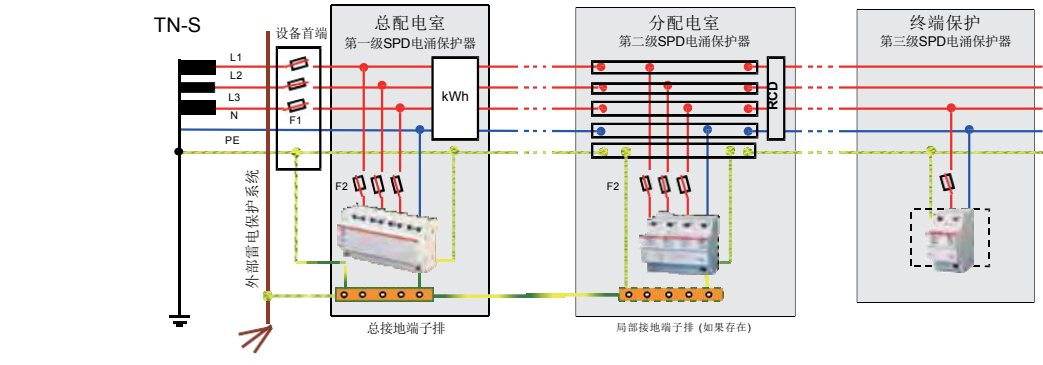 TN-S
设备首端
总配电室
第一级SPD电涌保护器
分配电室
第二级SPD电涌保护器
终端保护
第三级SPD电涌保护器
L1
L2
L3
N
PE
F1
kWh
RCD
F2
F2
外部雷电保护系统
总接地端子排
局部接地端子排 (如果存在)